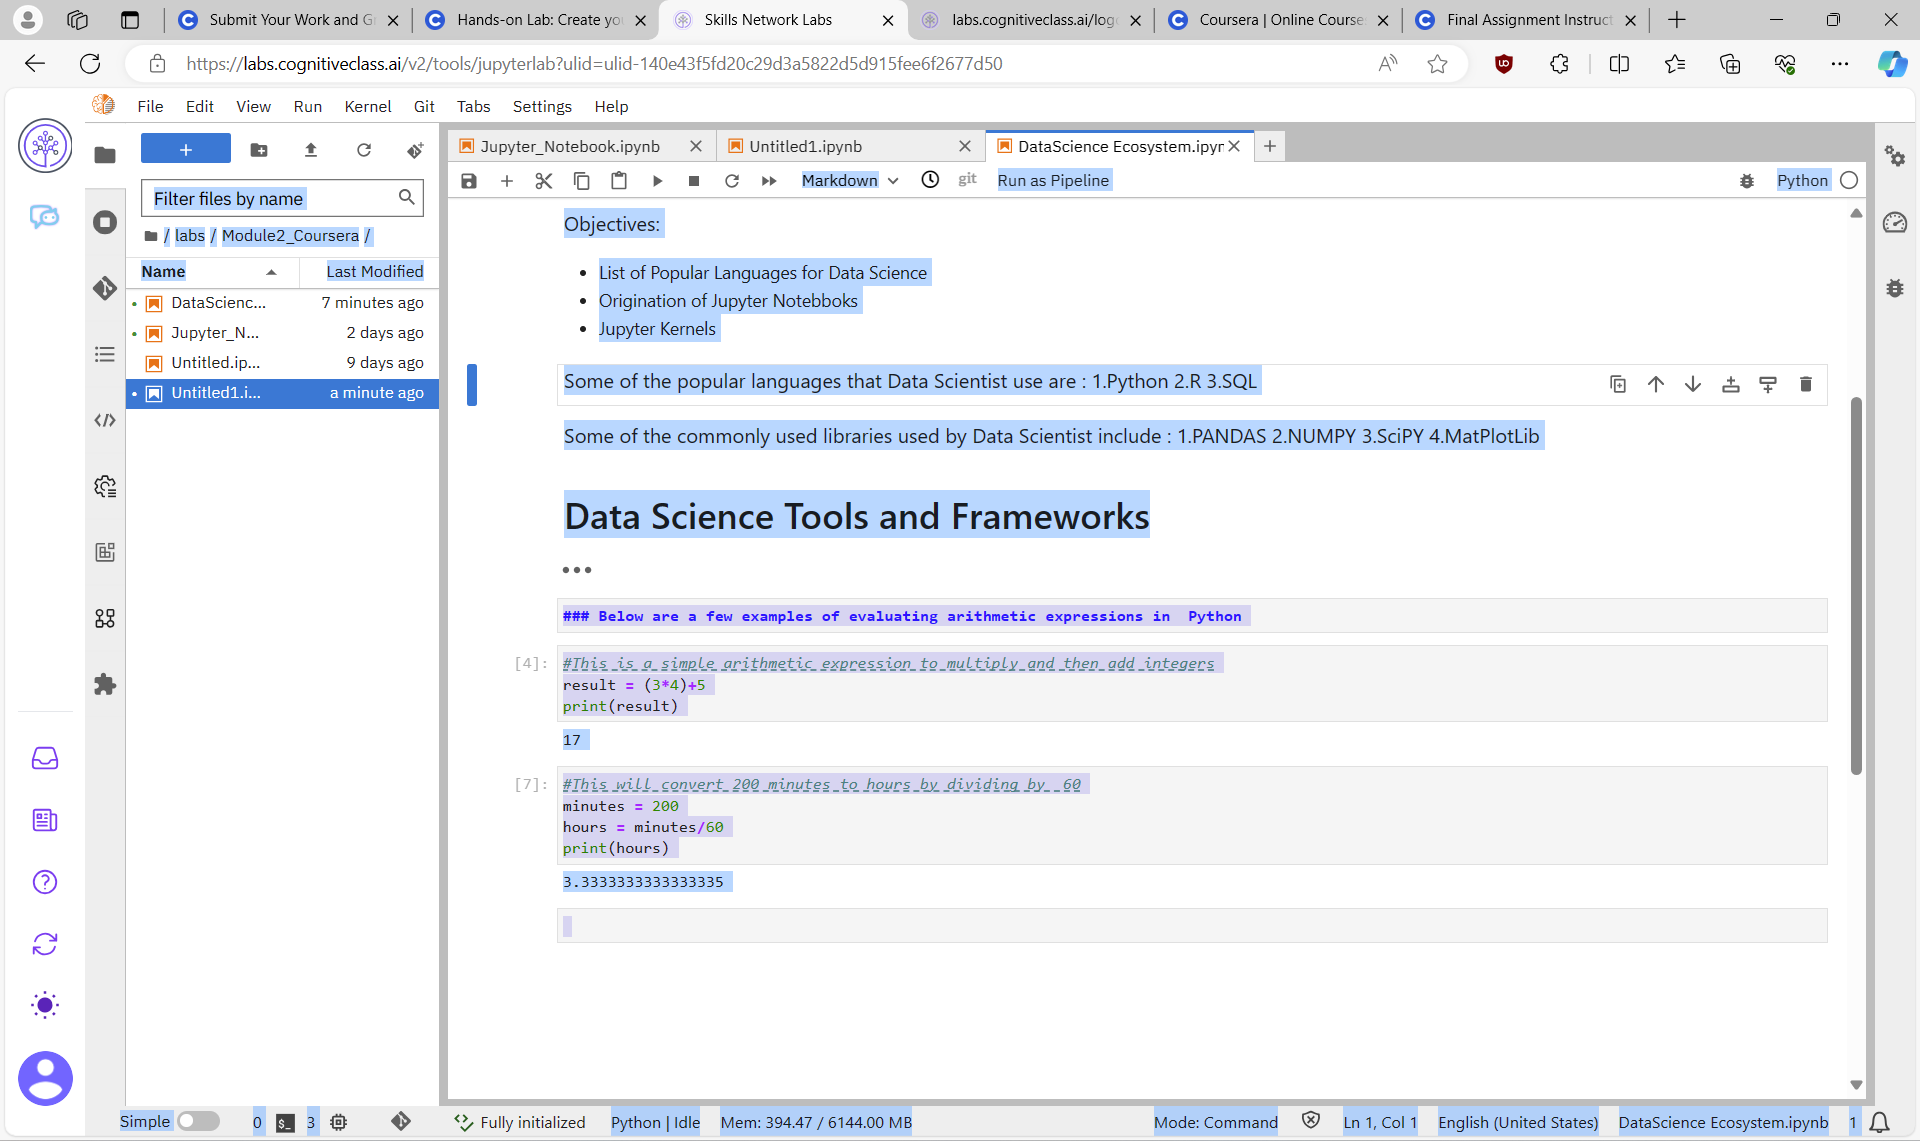 Submit Your Work and G
Hands-on Lab: Create yo
Skills Network Labs
labs.cognitiveclass.ai/log
Coursera | Online Course
Final Assignment Instruct
https://labs.cognitiveclass.ai/v2/tools/jupyterlab?ulid=ulid-140e43f5fd20c29d3a5822d5d915fee6f2677d50
File Edit View Run Kernel Git Tabs Settings Help
Jupyter_Notebook.ipynb
Untitled1.ipynb
DataScience Ecosystem.ipyn
Markdown
git
Run as Pipeline
Python
Filter files by name
/ labs / Module2_Coursera /
Name Last Modified
DataScienc... 7 minutes ago
Jupyter_N... 2 days ago
Untitled.ip... 9 days ago
Untitled1.i... a minute ago
Objectives:
• List of Popular Languages for Data Science
• Origination of Jupyter Notebboks
• Jupyter Kernels
Some of the popular languages that Data Scientist use are : 1.Python 2.R 3.SQL
Some of the commonly used libraries used by Data Scientist include : 1.PANDAS 2.NUMPY 3.SciPY 4.MatPlotLib
Data Science Tools and Frameworks
### Below are a few examples of evaluating arithmetic expressions in  Python
[4]: #This is a simple arithmetic expression to multiply and then add integers
result = (3*4)+5
print(result)
17
[7]: #This will convert 200 minutes to hours by dividing by  60
minutes = 200
hours = minutes/60
print(hours)
3.3333333333333335
Simple 0 3 Fully initialized Python | Idle Mem: 394.47 / 6144.00 MB Mode: Command Ln 1, Col 1 English (United States) DataScience Ecosystem.ipynb 1